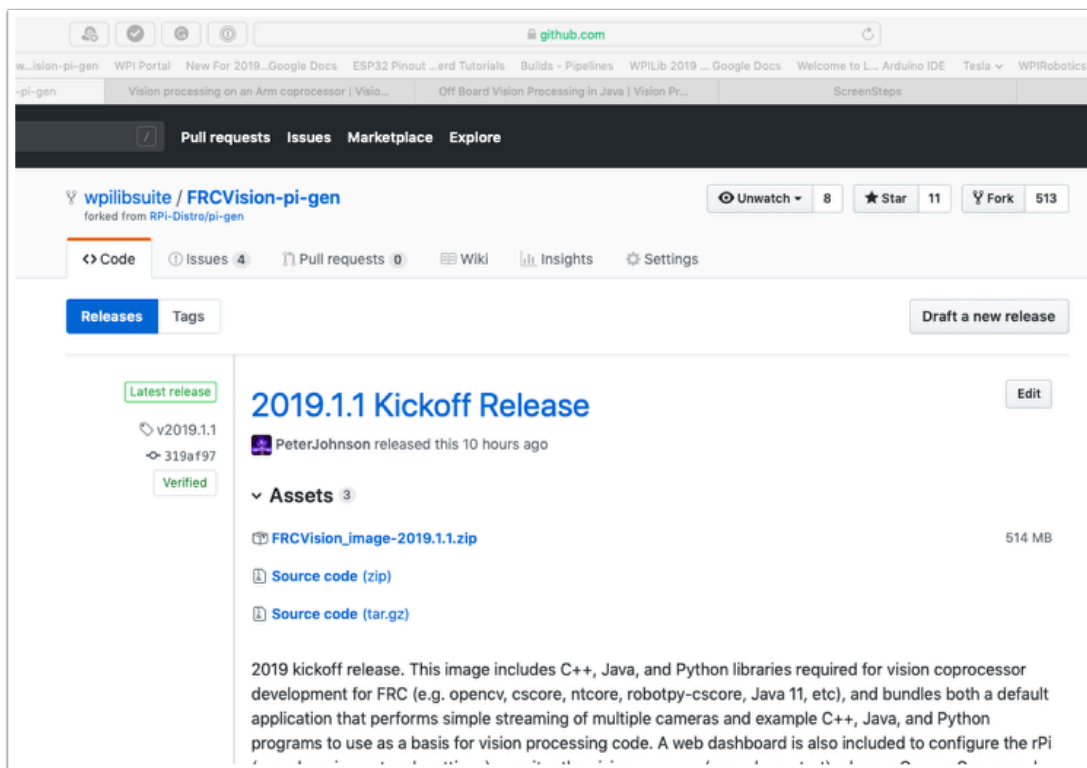 github.com
w...ision-pi-gen WPI Portal New For 2019...Google Docs ESP32 Pinout ...erd Tutorials Builds - Pipelines WPILib 2019 ... Google Docs Welcome to L... Arduino IDE Tesla WPIRobotics
-pi-gen Vision processing on an Arm coprocessor | Visio... Off Board Vision Processing in Java | Vision Pr... ScreenSteps
/ Pull requests Issues Marketplace Explore
wpilibsuite / FRCVision-pi-gen Unwatch 8 Star 11 Fork 513
forked from RPi-Distro/pi-gen
Code Issues 4 Pull requests 0 Wiki Insights Settings
Releases Tags Draft a new release
Latest release
2019.1.1 Kickoff Release Edit
v2019.1.1
PeterJohnson released this 10 hours ago
319af97
Verified
Assets 3
FRCVision_image-2019.1.1.zip 514 MB
Source code (zip)
Source code (tar.gz)
2019 kickoff release. This image includes C++, Java, and Python libraries required for vision coprocessor
development for FRC (e.g. opencv, cscore, ntcore, robotpy-cscore, Java 11, etc), and bundles both a default
application that performs simple streaming of multiple cameras and example C++, Java, and Python
programs to use as a basis for vision processing code. A web dashboard is also included to configure the rPi